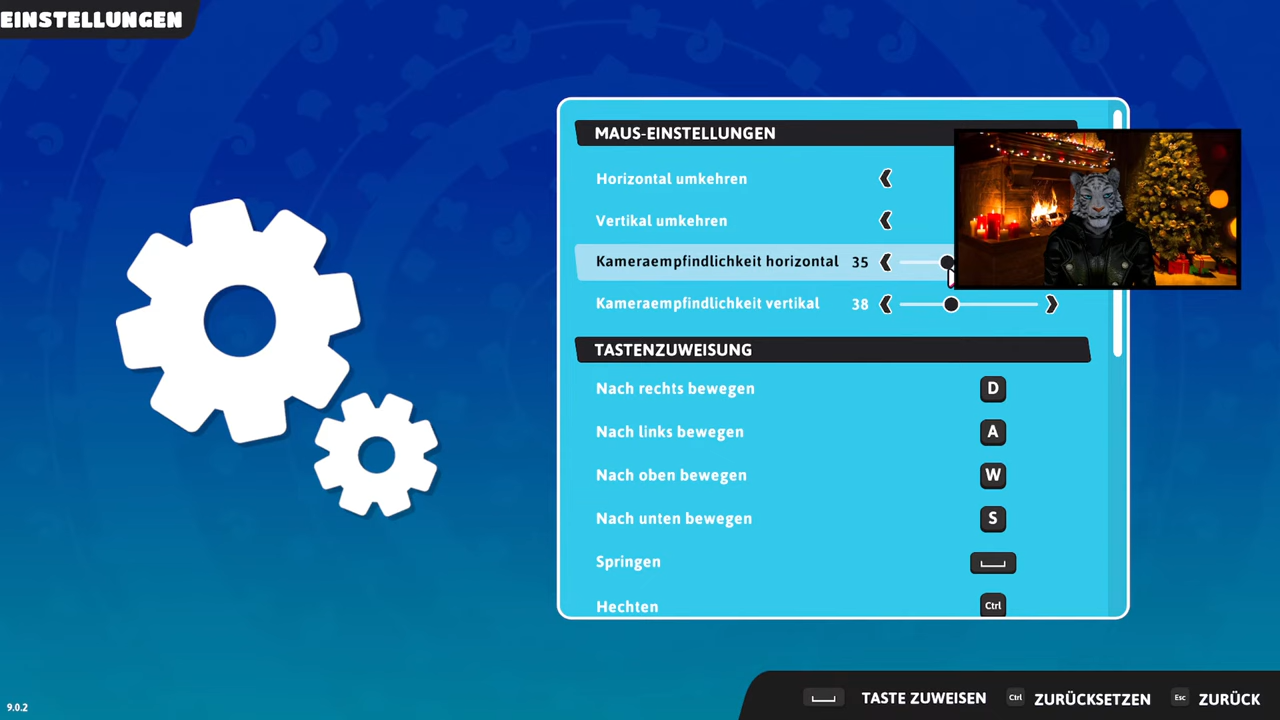 EINSTELLUNGEN
MAUS-EINSTELLUNGEN
Horizontal umkehren
Vertikal umkehren
Kameraempfindlichkeit horizontal 35
Kameraempfindlichkeit vertikal 38
TASTENZUWEISUNG
Nach rechts bewegen D
Nach links bewegen A
Nach oben bewegen W
Nach unten bewegen S
Springen
Hechten Ctrl
9.0.2
TASTE ZUWEISEN Ctrl ZURÜCKSETZEN Esc ZURÜCK